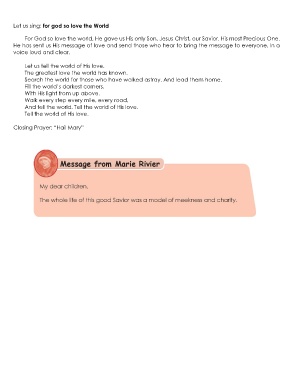 Let us sing: for god so love the World
For God so love the world, He gave us His only Son, Jesus Christ, our Savior, His most Precious One.
He has sent us His message of love and send those who hear to bring the message to everyone, in a
voice loud and clear.
Let us tell the world of His love,
The greatest love the world has known.
Search the world for those who have walked astray. And lead them home.
Fill the world's darkest corners.
With His light from up above.
Walk every step every mile, every road,
And tell the world. Tell the world of His love.
Tell the world of His love.
Closing Prayer: "Hail Mary"
Message from Marie Rivier
My dear children,
The whole life of this good Savior was a model of meekness and charity.